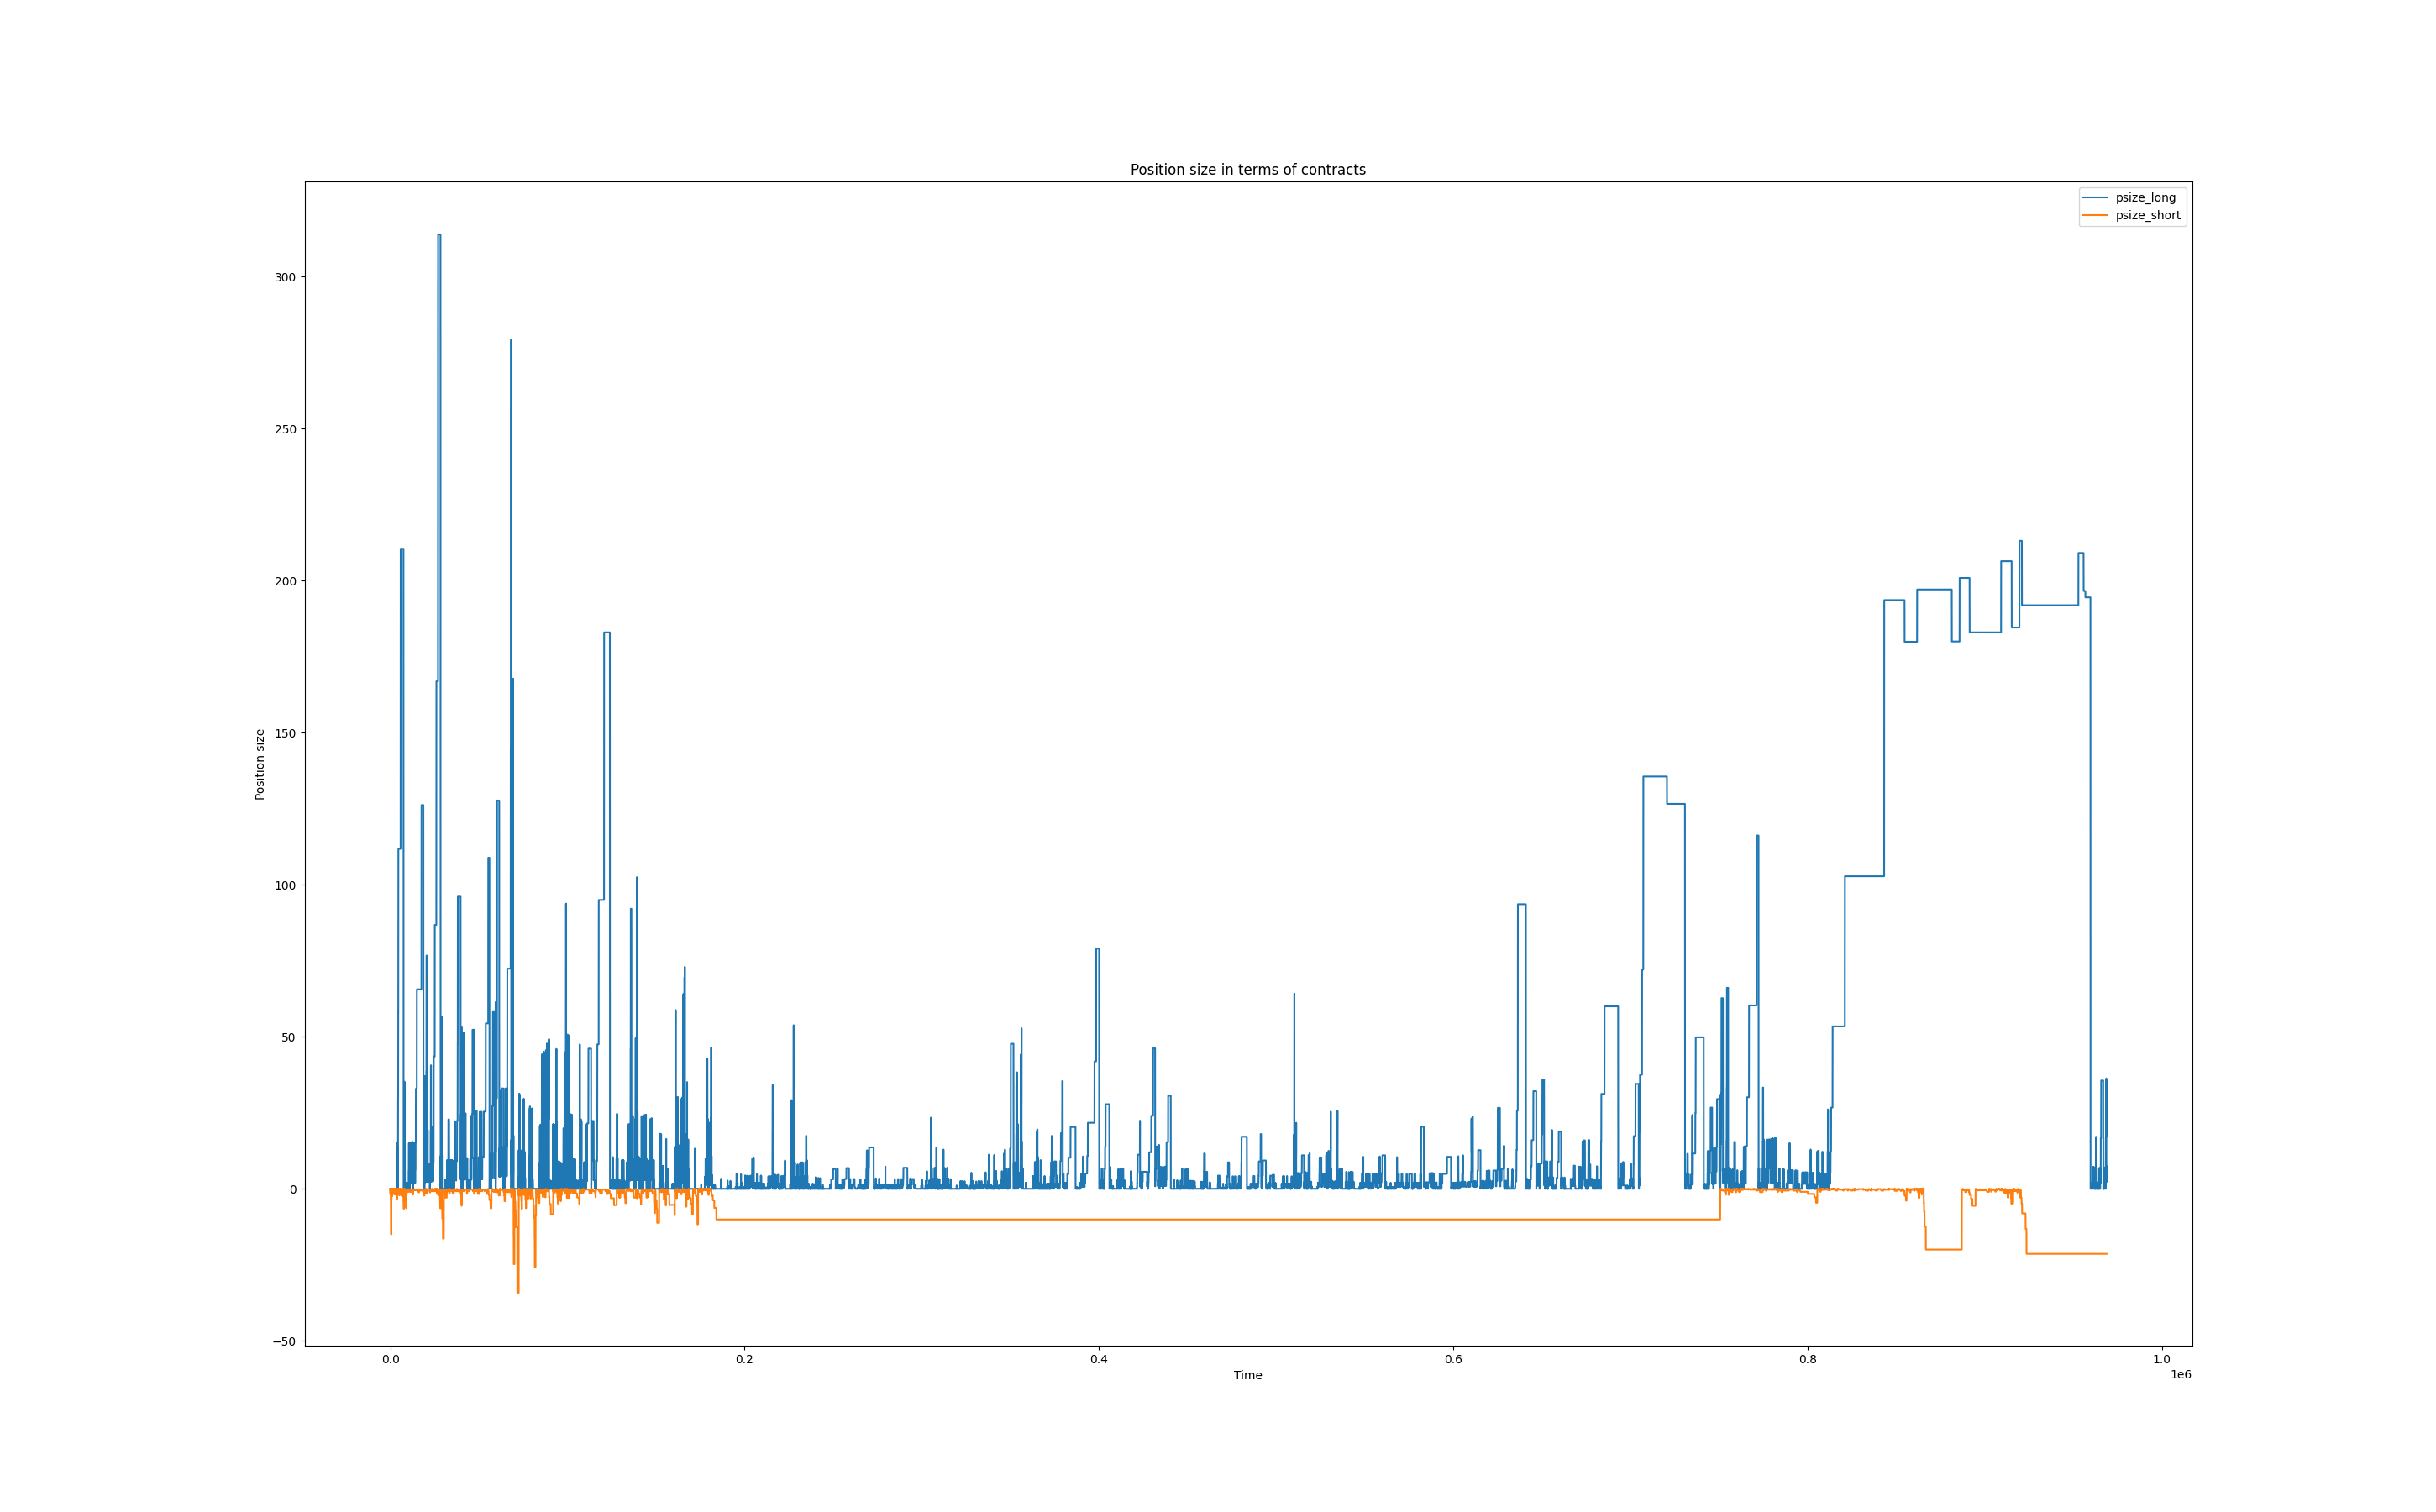 Position size in terms of contracts
psize_long
psize_short
Position size
300
250
200
150
100
50
0
−50
0.0
0.2
0.4
0.6
0.8
1.0
Time
1e6